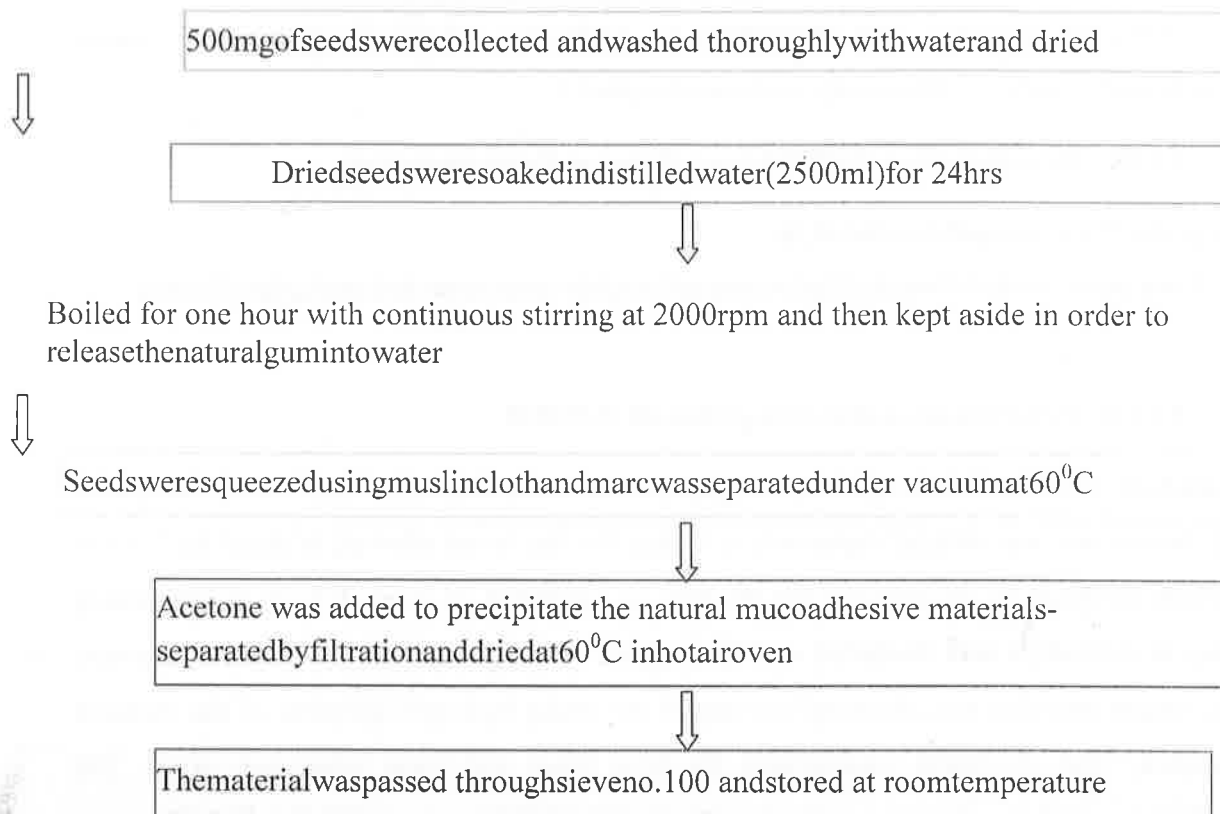 500mgofseedswerecollected andwashed thoroughlywithwaterand dried
Driedseedsweresoakedindistilledwater(2500ml)for 24hrs
Boiled for one hour with continuous stirring at 2000rpm and then kept aside in order to
releasethenaturalgumintowater
Seedsweresqueezedusingmuslinclothandmarcwasseparatedunder vacuumat60⁰C
Acetone was added to precipitate the natural mucoadhesive materials-
separatedbyfiltrationanddriedat60⁰C inhotairoven
Thematerialwaspassed throughsieveno.100 andstored at roomtemperature